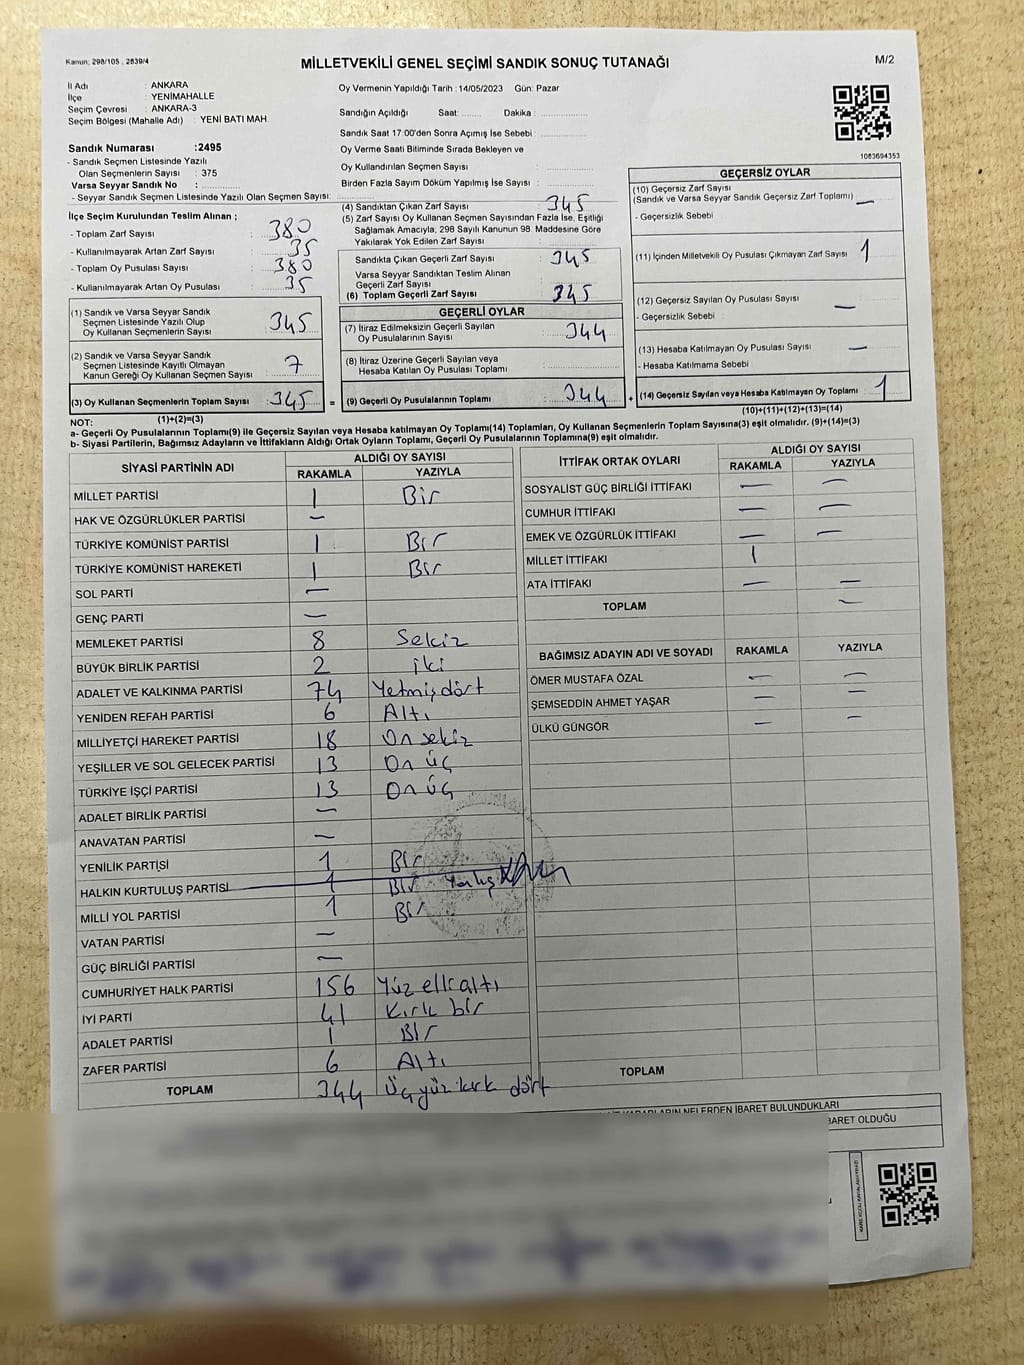 Kanun: 298/105 , 2839/4
MİLLETVEKİLİ GENEL SEÇİMİ SANDIK SONUÇ TUTANAĞI
M/2
İl Adı : ANKARA
İlçe : YENİMAHALLE
Seçim Çevresi : ANKARA-3
Seçim Bölgesi (Mahalle Adı) : YENİ BATI MAH.
Sandık Numarası :2495
- Sandık Seçmen Listesinde Yazılı
Olan Seçmenlerin Sayısı : 375
Varsa Seyyar Sandık No :
- Seyyar Sandık Seçmen Listesinde Yazılı Olan Seçmen Sayısı:
Oy Vermenin Yapıldığı Tarih : 14/05/2023 Gün: Pazar
Sandığın Açıldığı Saat: Dakika :
Sandık Saat 17:00'den Sonra Açımış İse Sebebi :
Oy Verme Saati Bitiminde Sırada Bekleyen ve
Oy Kullandırılan Seçmen Sayısı :
Birden Fazla Sayım Döküm Yapılmış İse Sayısı :
1083694353
İlçe Seçim Kurulundan Teslim Alınan ;
- Toplam Zarf Sayısı : 380
- Kullanılmayarak Artan Zarf Sayısı : 35
- Toplam Oy Pusulası Sayısı : 380
- Kullanılmayarak Artan Oy Pusulası : 35
(4) Sandıktan Çıkan Zarf Sayısı : 345
(5) Zarf Sayısı Oy Kullanan Seçmen Sayısından Fazla İse, Eşitliği
Sağlamak Amacıyla, 298 Sayılı Kanunun 98. Maddesine Göre
Yakılarak Yok Edilen Zarf Sayısı :
Sandıkta Çıkan Geçerli Zarf Sayısı : 345
Varsa Seyyar Sandıktan Teslim Alınan
Geçerli Zarf Sayısı :
(6) Toplam Geçerli Zarf Sayısı : 345
GEÇERSİZ OYLAR
(10) Geçersiz Zarf Sayısı
(Sandık ve Varsa Seyyar Sandık Geçersiz Zarf Toplamı) : —
- Geçersizlik Sebebi
(11) İçinden Milletvekili Oy Pusulası Çıkmayan Zarf Sayısı : 1
(12) Geçersiz Sayılan Oy Pusulası Sayısı : —
- Geçersizlik Sebebi :
(13) Hesaba Katılmayan Oy Pusulası Sayısı : —
- Hesaba Katılmama Sebebi
(14) Geçersiz Sayılan veya Hesaba Katılmayan Oy Toplamı : 1
(10)+(11)+(12)+(13)=(14)
(1) Sandık ve Varsa Seyyar Sandık
Seçmen Listesinde Yazılı Olup
Oy Kullanan Seçmenlerin Sayısı : 345
(2) Sandık ve Varsa Seyyar Sandık
Seçmen Listesinde Kayıtlı Olmayan
Kanun Gereği Oy Kullanan Seçmen Sayısı : 7
(3) Oy Kullanan Seçmenlerin Toplam Sayısı : 345 =
(1)+(2)=(3)
GEÇERLİ OYLAR
(7) İtiraz Edilmeksizin Geçerli Sayılan
Oy Pusulalarının Sayısı : 344
(8) İtiraz Üzerine Geçerli Sayılan veya
Hesaba Katılan Oy Pusulası Toplamı :
(9) Geçerli Oy Pusulalarının Toplamı : 344 +
NOT:
a- Geçerli Oy Pusulalarının Toplamı(9) ile Geçersiz Sayılan veya Hesaba katılmayan Oy Toplamı(14) Toplamları, Oy Kullanan Seçmenlerin Toplam Sayısına(3) eşit olmalıdır. (9)+(14)=(3)
b- Siyasi Partilerin, Bağımsız Adayların ve İttifakların Aldığı Ortak Oyların Toplamı, Geçerli Oy Pusulalarının Toplamına(9) eşit olmalıdır.
SİYASİ PARTİNİN ADI ALDIĞI OY SAYISI
RAKAMLA YAZIYLA
MİLLET PARTİSİ 1 Bir
HAK VE ÖZGÜRLÜKLER PARTİSİ —
TÜRKİYE KOMÜNİST PARTİSİ 1 Bir
TÜRKİYE KOMÜNİST HAREKETİ 1 Bir
SOL PARTİ —
GENÇ PARTİ —
MEMLEKET PARTİSİ 8 Sekiz
BÜYÜK BİRLİK PARTİSİ 2 iki
ADALET VE KALKINMA PARTİSİ 74 Yetmişdört
YENİDEN REFAH PARTİSİ 6 Altı
MİLLİYETÇİ HAREKET PARTİSİ 18 Onsekiz
YEŞİLLER VE SOL GELECEK PARTİSİ 13 On üç
TÜRKİYE İŞÇİ PARTİSİ 13 On üç
ADALET BİRLİK PARTİSİ —
ANAVATAN PARTİSİ —
YENİLİK PARTİSİ 1 Bir
HALKIN KURTULUŞ PARTİSİ 1 Bir Yanlış
MİLLİ YOL PARTİSİ 1 Bir
VATAN PARTİSİ —
GÜÇ BİRLİĞİ PARTİSİ —
CUMHURİYET HALK PARTİSİ 156 Yüz elli altı
İYİ PARTİ 41 Kırk bir
ADALET PARTİSİ 1 Bir
ZAFER PARTİSİ 6 Altı
TOPLAM 344 Üçyüz kırk dört
İTTİFAK ORTAK OYLARI ALDIĞI OY SAYISI
RAKAMLA YAZIYLA
SOSYALİST GÜÇ BİRLİĞİ İTTİFAKI — —
CUMHUR İTTİFAKI — —
EMEK VE ÖZGÜRLÜK İTTİFAKI — —
MİLLET İTTİFAKI 1
ATA İTTİFAKI — —
TOPLAM —
BAĞIMSIZ ADAYIN ADI VE SOYADI RAKAMLA YAZIYLA
ÖMER MUSTAFA ÖZAL — —
ŞEMSEDDİN AHMET YAŞAR — —
ÜLKÜ GÜNGÖR — —
TOPLAM
NELERDEN İBARET BULUNDUKLARI
BARET OLDUĞU